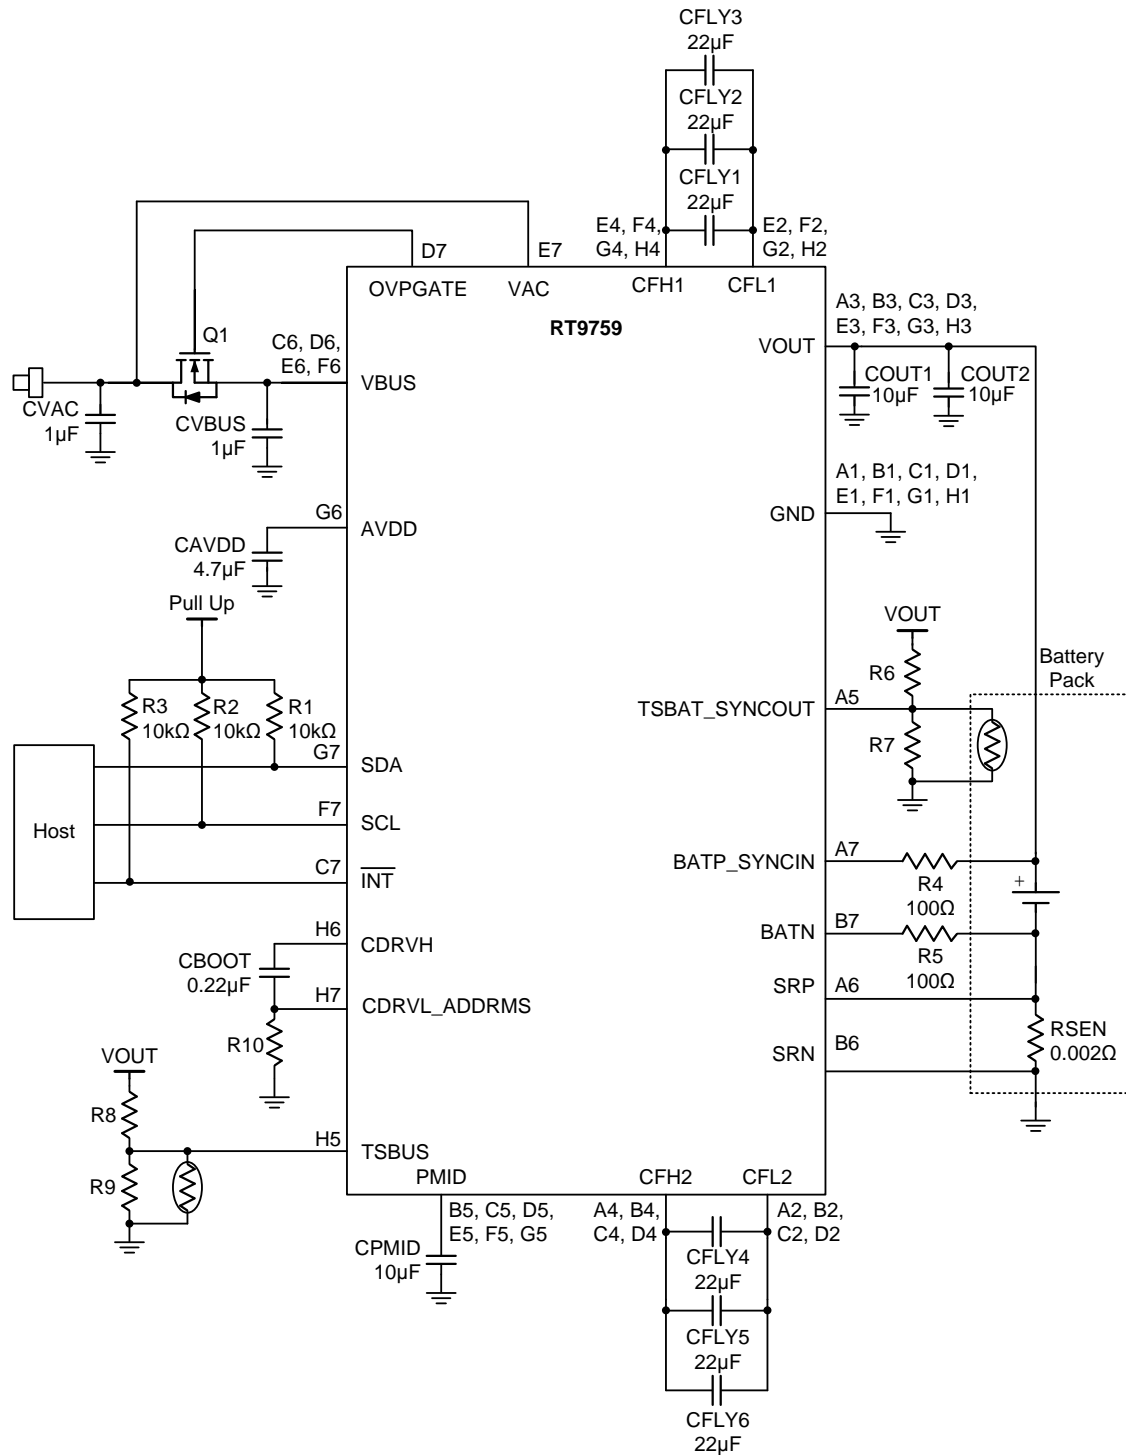 CFLY3
22µF
CFLY2
22µF
CFLY1
22µF
E4, F4,
G4, H4
E2, F2,
G2, H2
D7
E7
OVPGATE
VAC
CFH1
CFL1
RT9759
A3, B3, C3, D3,
E3, F3, G3, H3
VOUT
Q1
C6, D6,
E6, F6
VBUS
CVAC
1µF
CVBUS
1µF
COUT1
10µF
COUT2
10µF
A1, B1, C1, D1,
E1, F1, G1, H1
GND
G6
AVDD
CAVDD
4.7µF
Pull Up
R3
10kΩ
R2
10kΩ
R1
10kΩ
VOUT
R6
Battery
Pack
TSBAT_SYNCOUT
A5
R7
G7
SDA
Host
F7
SCL
C7
INT
BATP_SYNCIN
A7
R4
100Ω
+
BATN
B7
R5
100Ω
H6
CDRVH
CBOOT
0.22µF
H7
CDRVL_ADDRMS
R10
SRP
A6
SRN
B6
RSEN
0.002Ω
VOUT
R8
H5
TSBUS
R9
PMID
CFH2
CFL2
B5, C5, D5,
E5, F5, G5
CPMID
10µF
A4, B4,
C4, D4
A2, B2,
C2, D2
CFLY4
22µF
CFLY5
22µF
CFLY6
22µF